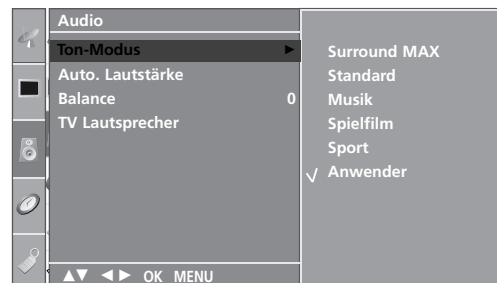 Audio
Ton-Modus ►
Auto. Lautstärke
Balance 0
TV Lautsprecher
▲▼ ◄► OK MENU
Surround MAX
Standard
Musik
Spielfilm
Sport
√ Anwender